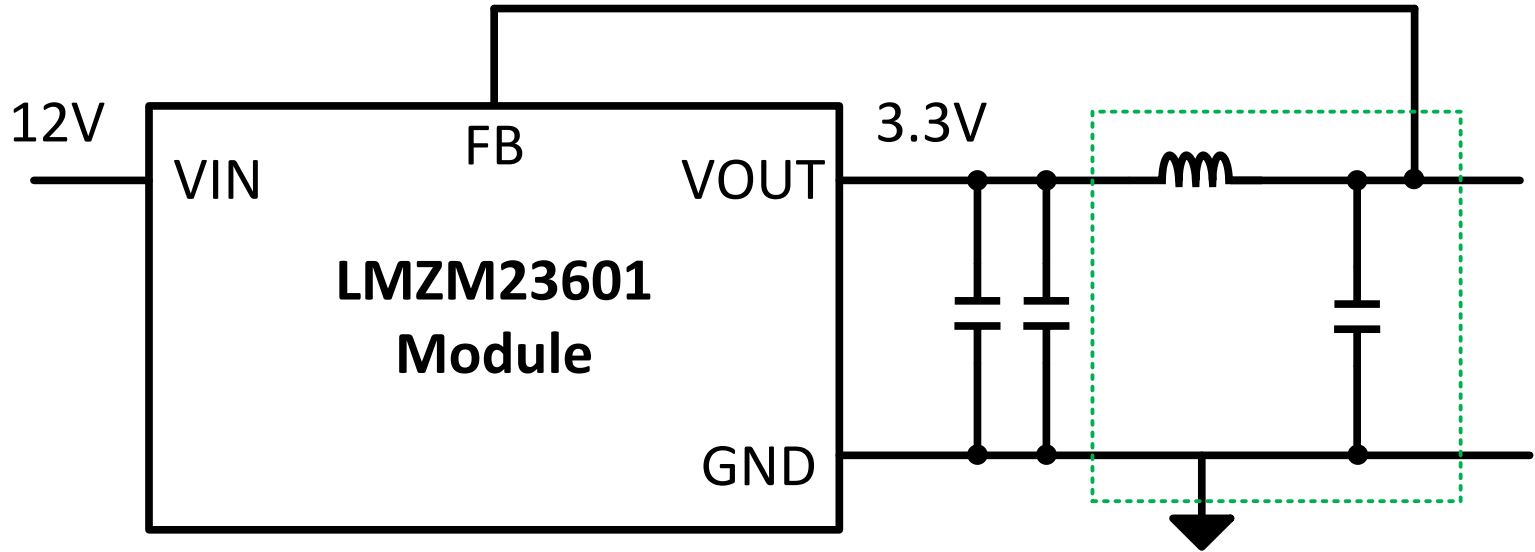 12V
3.3V
FB
VIN
VOUT
LMZM23601
Module
GND